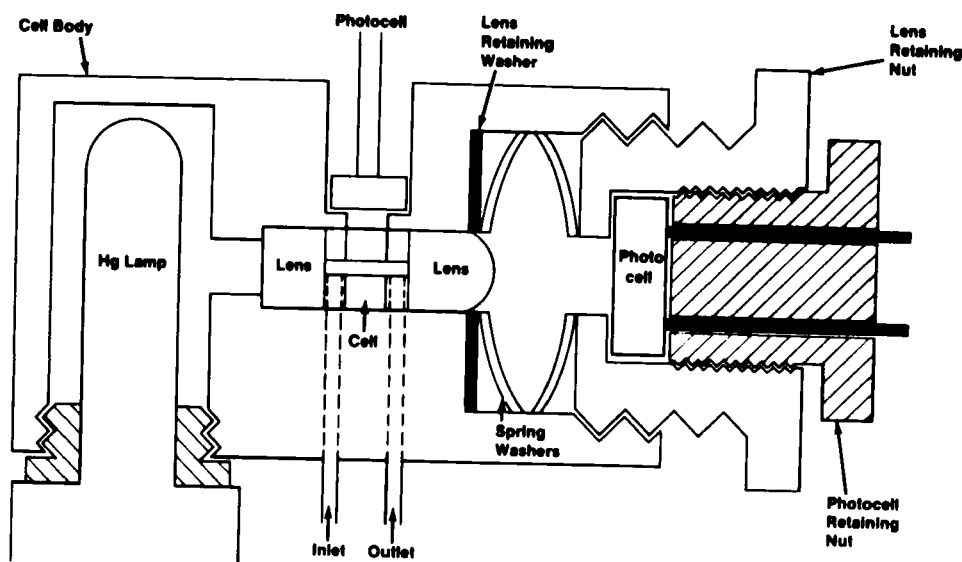 Cell Body
Photocell
Lens
Retaining
Washer
Lens
Retaining
Nut
Hg Lamp
Lens
Lens
Photo
cell
Cell
Spring
Washers
Inlet
Outlet
Photocell
Retaining
Nut